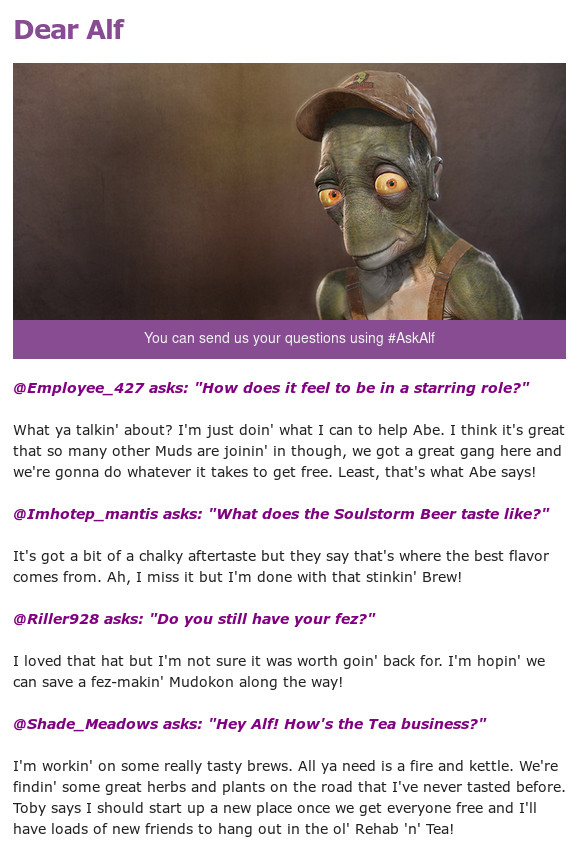 Dear Alf
You can send us your questions using #AskAlf
@Employee_427 asks: "How does it feel to be in a starring role?"
What ya talkin' about? I'm just doin' what I can to help Abe. I think it's great
that so many other Muds are joinin' in though, we got a great gang here and
we're gonna do whatever it takes to get free. Least, that's what Abe says!
@Imhotep_mantis asks: "What does the Soulstorm Beer taste like?"
It's got a bit of a chalky aftertaste but they say that's where the best flavor
comes from. Ah, I miss it but I'm done with that stinkin' Brew!
@Riller928 asks: "Do you still have your fez?"
I loved that hat but I'm not sure it was worth goin' back for. I'm hopin' we
can save a fez-makin' Mudokon along the way!
@Shade_Meadows asks: "Hey Alf! How's the Tea business?"
I'm workin' on some really tasty brews. All ya need is a fire and kettle. We're
findin' some great herbs and plants on the road that I've never tasted before.
Toby says I should start up a new place once we get everyone free and I'll
have loads of new friends to hang out in the ol' Rehab 'n' Tea!